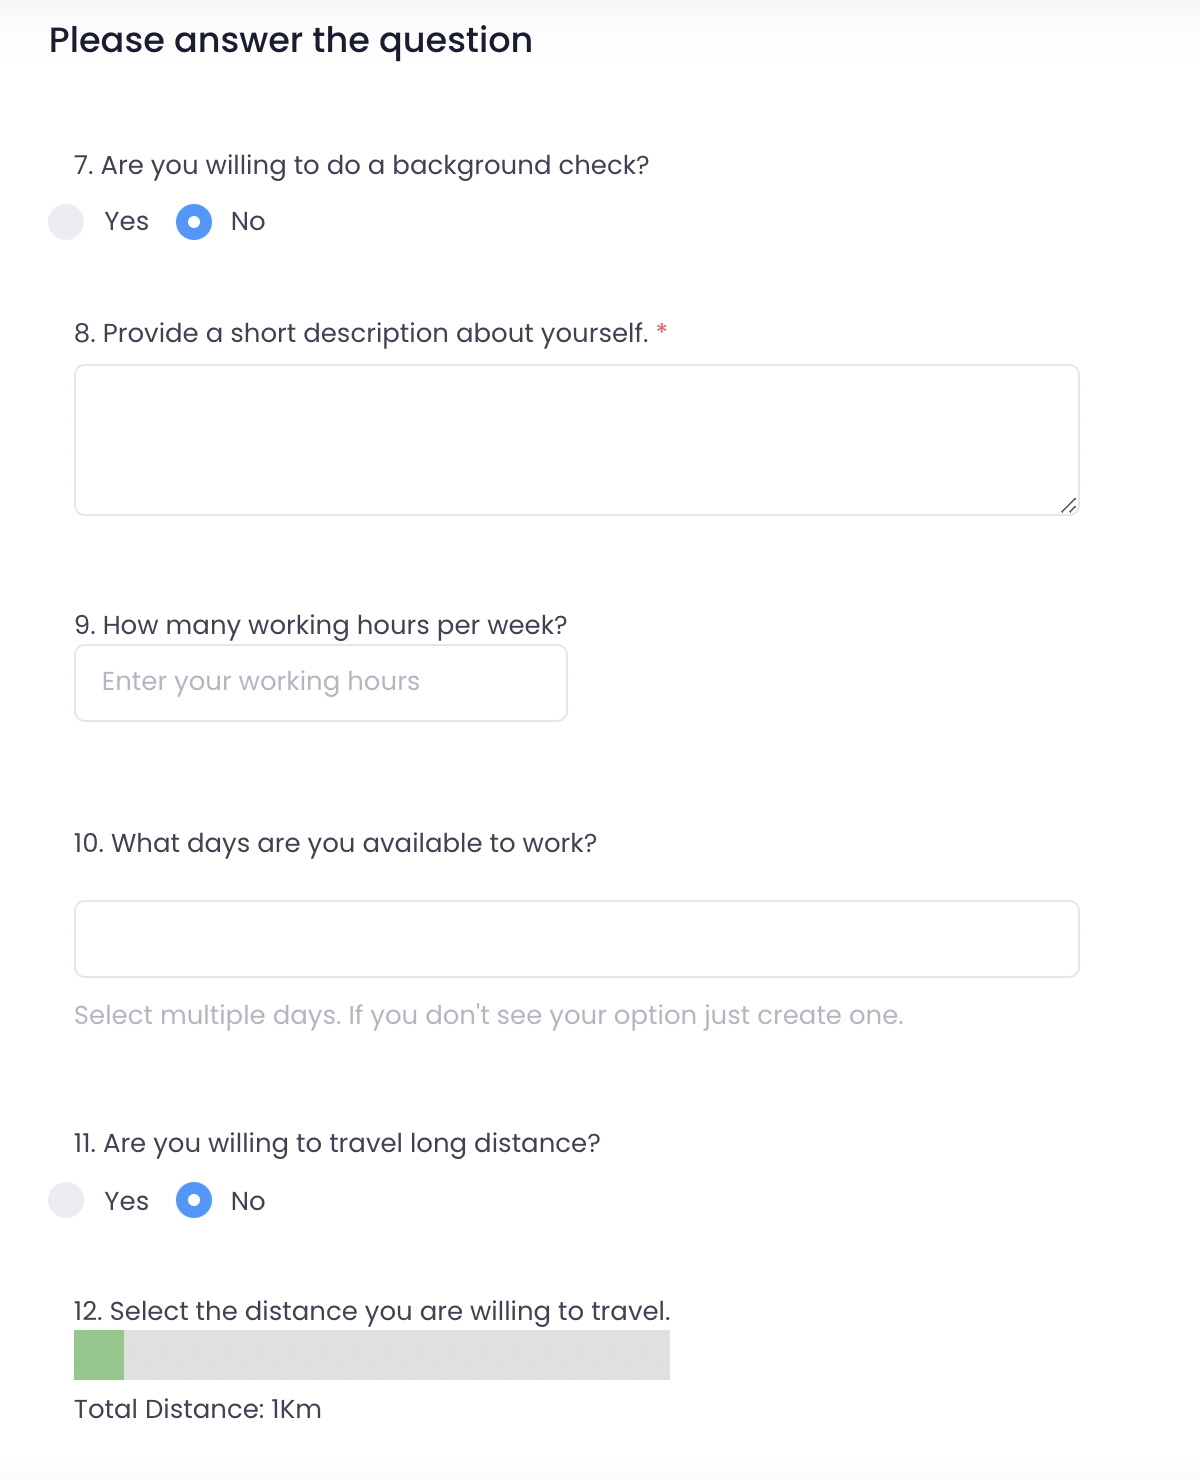 Please answer the question
7. Are you willing to do a background check?
Yes No
8. Provide a short description about yourself. *
9. How many working hours per week?
Enter your working hours
10. What days are you available to work?
Select multiple days. If you don't see your option just create one.
11. Are you willing to travel long distance?
Yes No
12. Select the distance you are willing to travel.
Total Distance: 1Km